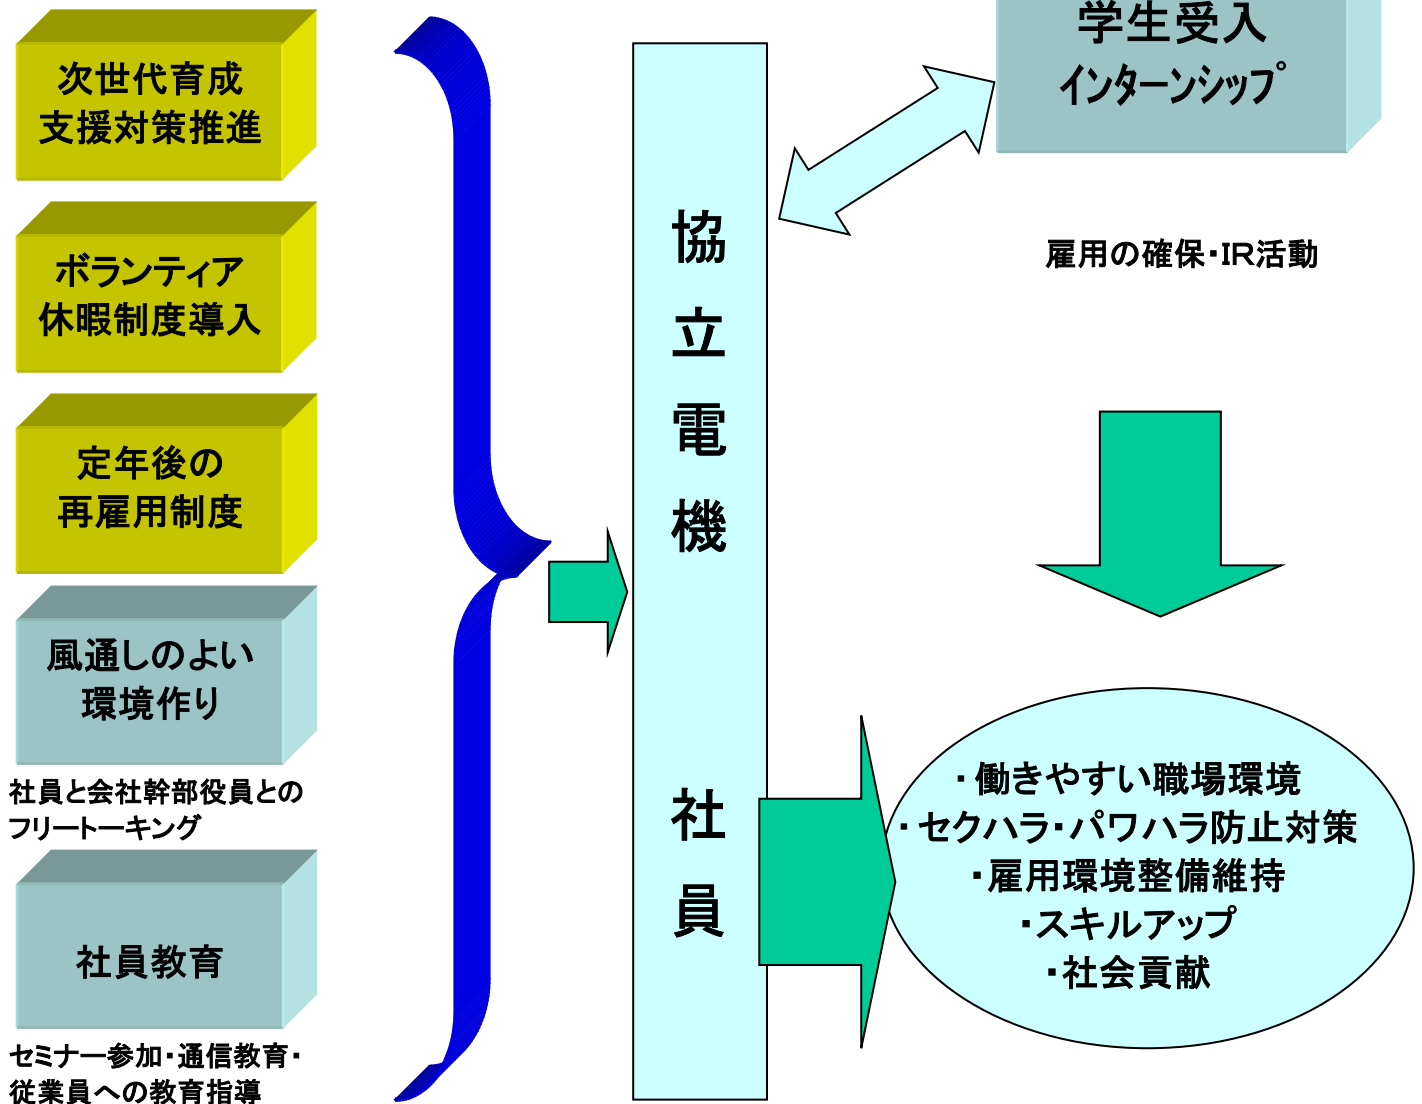 次世代育成
支援対策推進
ボランティア
休暇制度導入
定年後の
再雇用制度
風通しのよい
環境作り
社員と会社幹部役員との
フリートーキング
社員教育
セミナー参加・通信教育・
従業員への教育指導
協立電機 社員
学生受入
インターンシップ
雇用の確保・IR活動
・働きやすい職場環境
・セクハラ・パワハラ防止対策
・雇用環境整備維持
・スキルアップ
・社会貢献